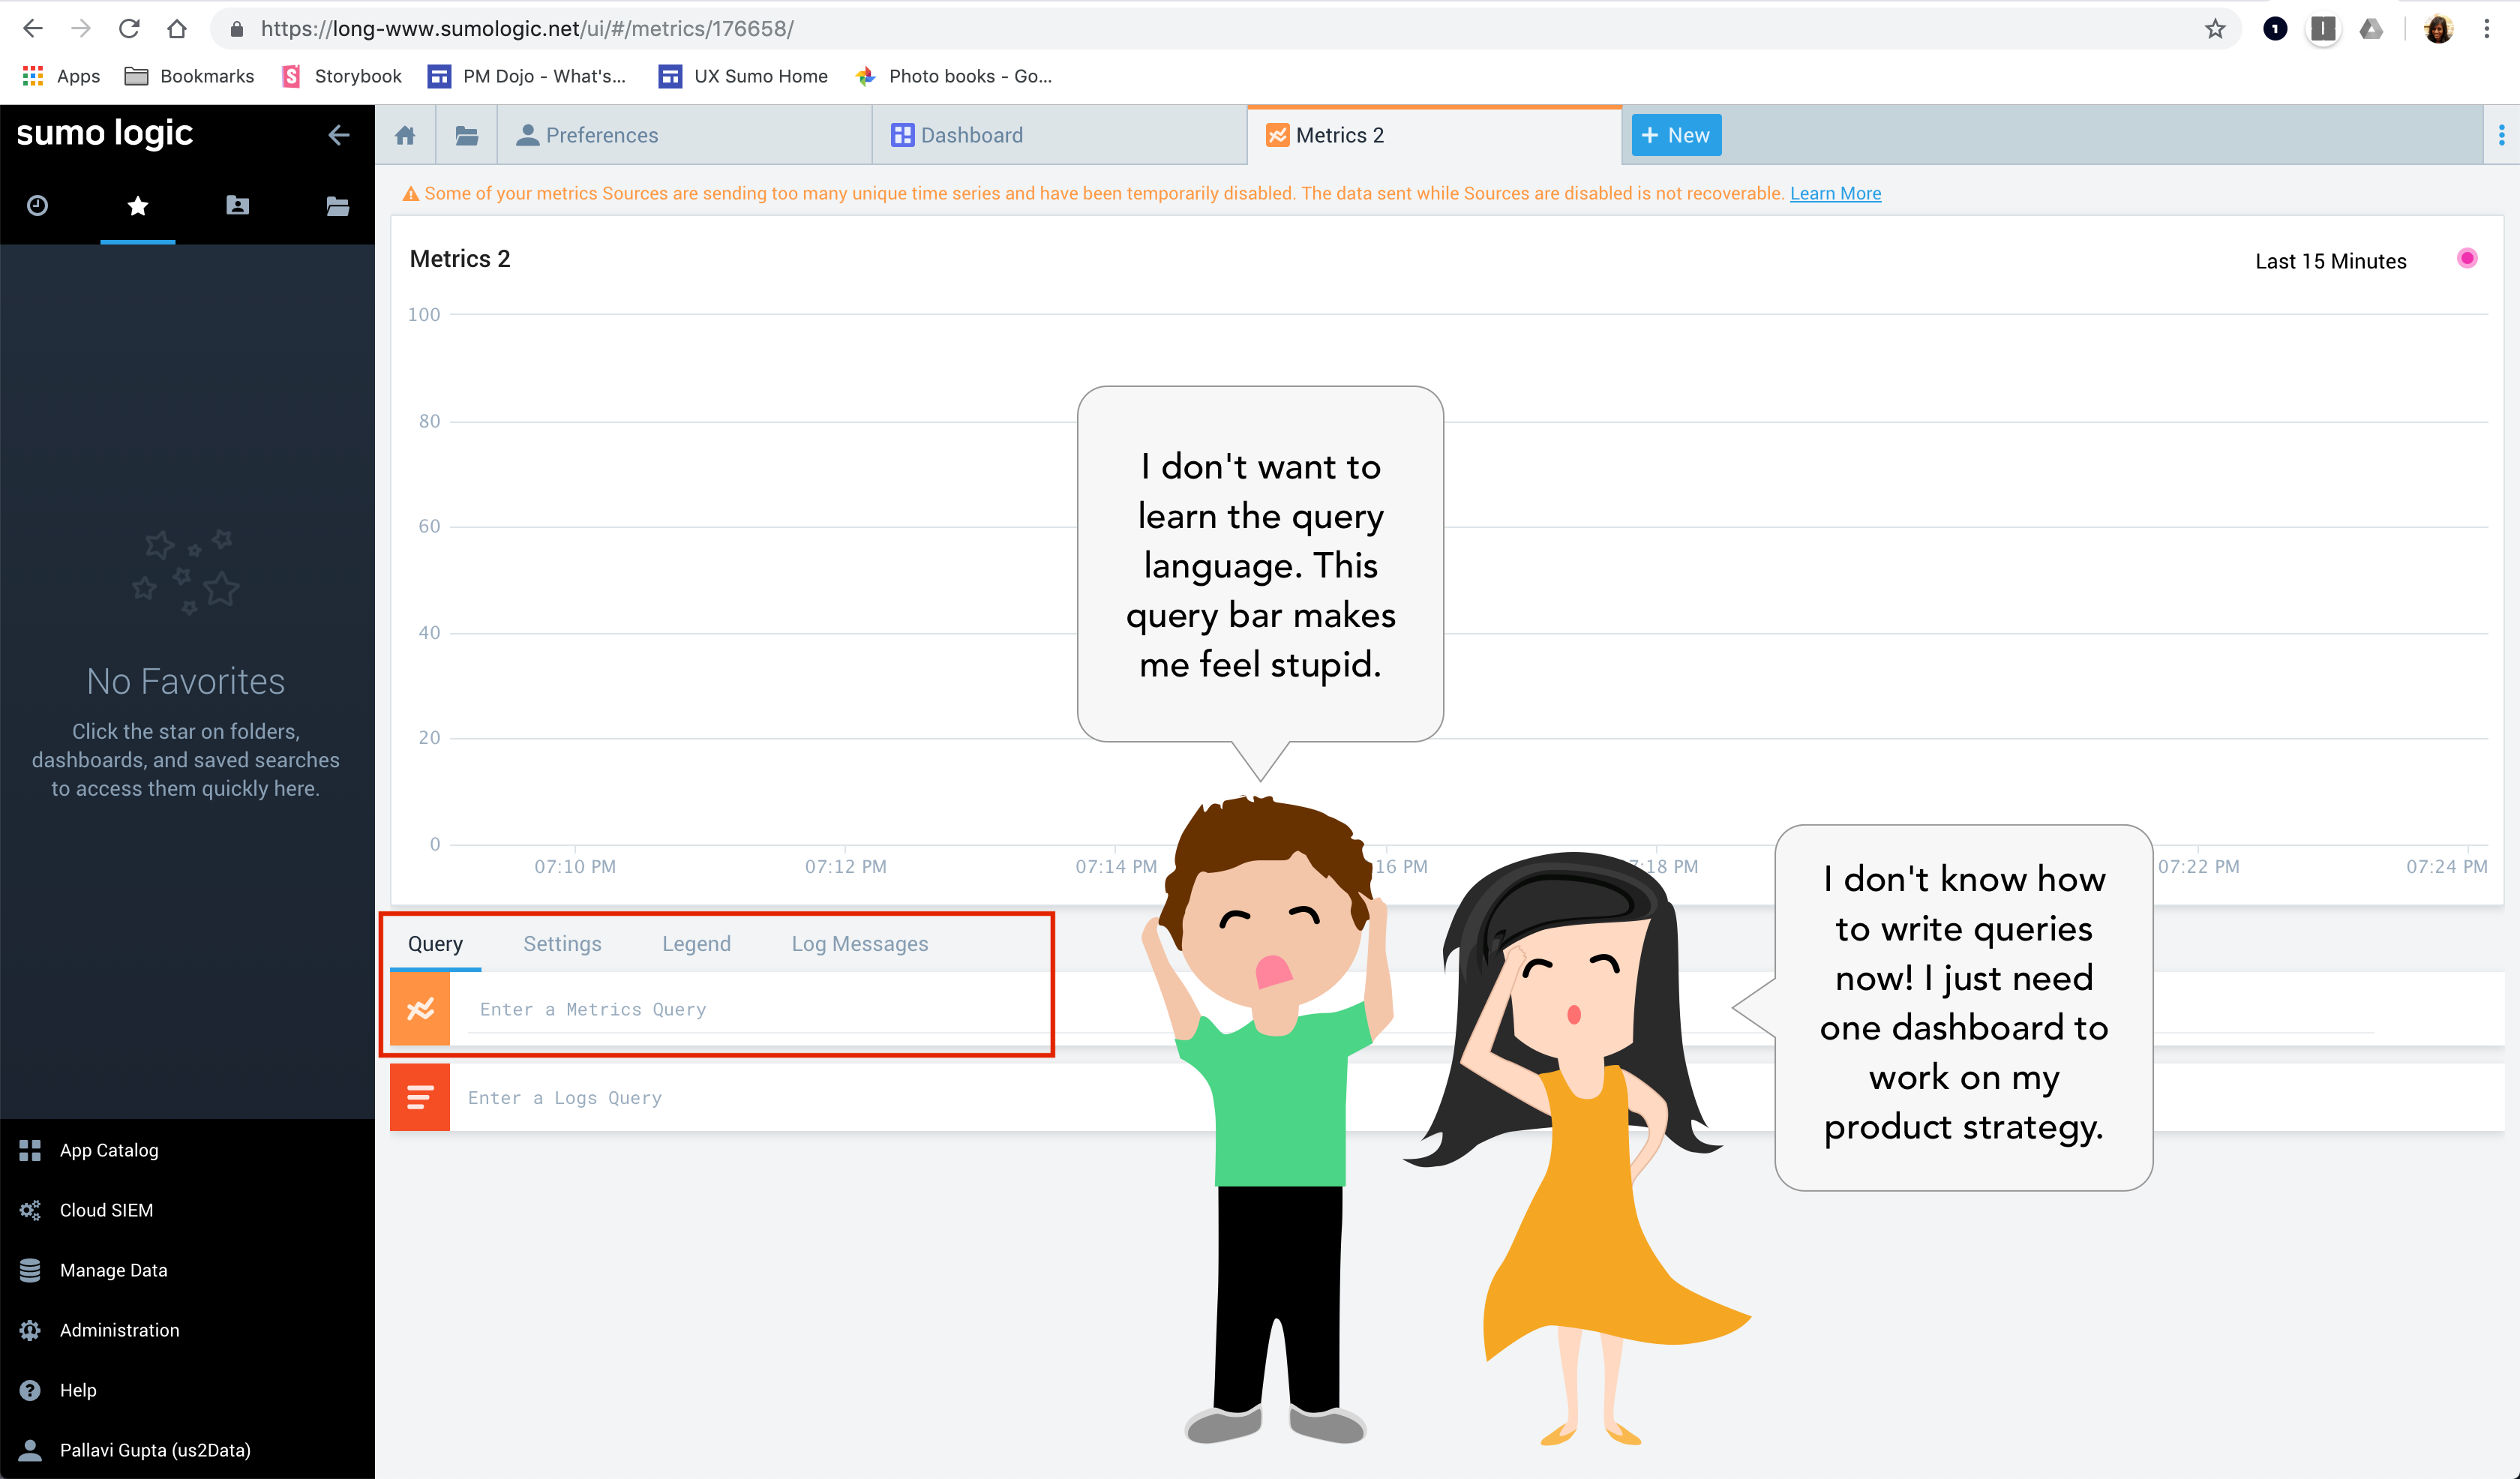 https://long-www.sumologic.net/ui/#/metrics/176658/
1
Apps
Bookmarks
Storybook
PM Dojo - What's...
UX Sumo Home
Photo books - Go...
sumo logic
Preferences
Dashboard
Metrics 2
+ New
Some of your metrics Sources are sending too many unique time series and have been temporarily disabled. The data sent while Sources are disabled is not recoverable. Learn More
Metrics 2
Last 15 Minutes
100
80
60
40
20
0
07:10 PM
07:12 PM
07:14 PM
16 PM
:18 PM
07:22 PM
07:24 PM
I don't want to
learn the query
language. This
query bar makes
me feel stupid.
I don't know how
to write queries
now! I just need
one dashboard to
work on my
product strategy.
No Favorites
Click the star on folders,
dashboards, and saved searches
to access them quickly here.
Query
Settings
Legend
Log Messages
Enter a Metrics Query
Enter a Logs Query
App Catalog
Cloud SIEM
Manage Data
Administration
Help
Pallavi Gupta (us2Data)